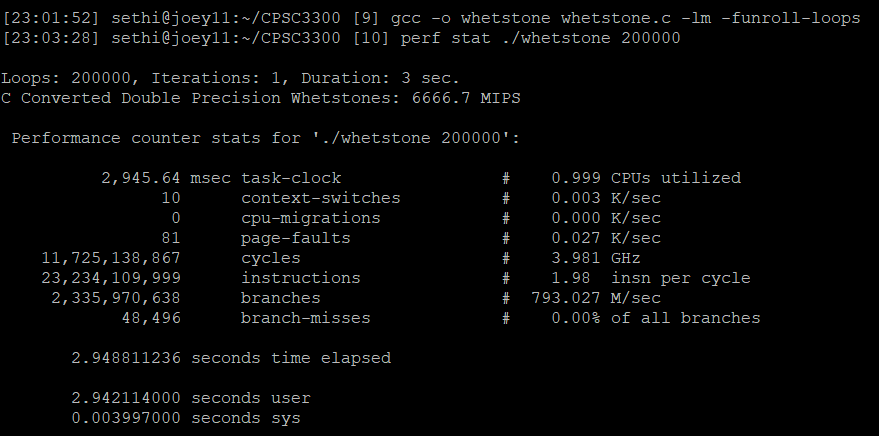 [23:01:52] sethi@joey11:~/CPSC3300 [9] gcc -o whetstone whetstone.c -lm -funroll-loops
[23:03:28] sethi@joey11:~/CPSC3300 [10] perf stat ./whetstone 200000
Loops: 200000, Iterations: 1, Duration: 3 sec.
C Converted Double Precision Whetstones: 6666.7 MIPS
Performance counter stats for './whetstone 200000':
2,945.64 msec task-clock # 0.999 CPUs utilized
10 context-switches # 0.003 K/sec
0 cpu-migrations # 0.000 K/sec
81 page-faults # 0.027 K/sec
11,725,138,867 cycles # 3.981 GHz
23,234,109,999 instructions # 1.98 insn per cycle
2,335,970,638 branches # 793.027 M/sec
48,496 branch-misses # 0.00% of all branches
2.948811236 seconds time elapsed
2.942114000 seconds user
0.003997000 seconds sys